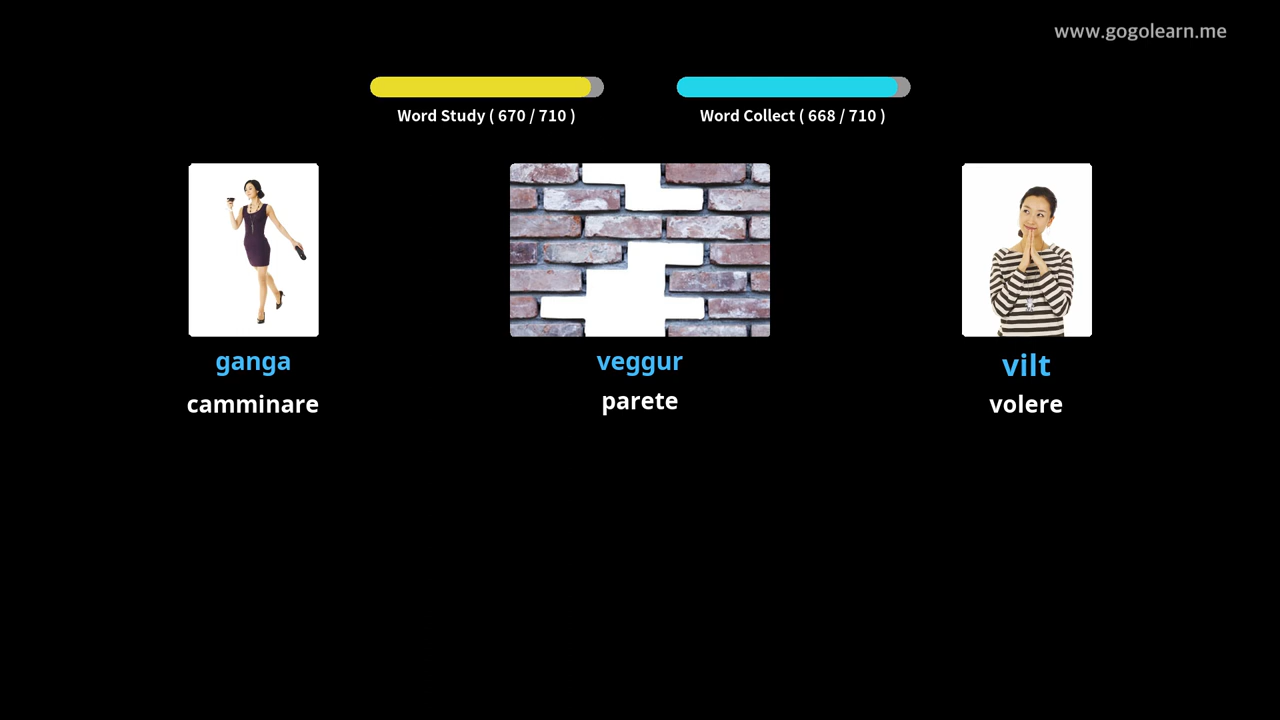 www.gogolearn.me
Word Study ( 670 / 710 )
Word Collect ( 668 / 710 )
ganga
veggur
vilt
camminare
parete
volere